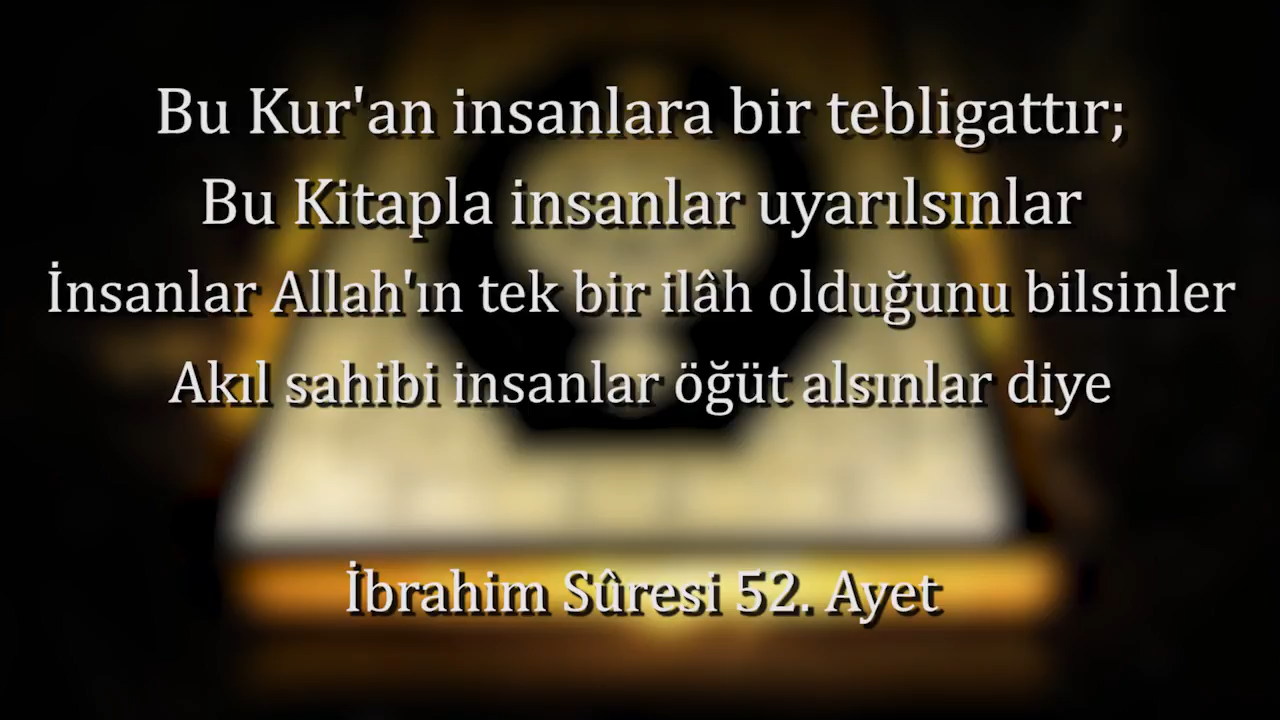 Bu Kur'an insanlara bir tebligattır;
Bu Kitapla insanlar uyarılsınlar
İnsanlar Allah'ın tek bir ilâh olduğunu bilsinler
Akıl sahibi insanlar öğüt alsınlar diye
İbrahim Sûresi 52. Ayet